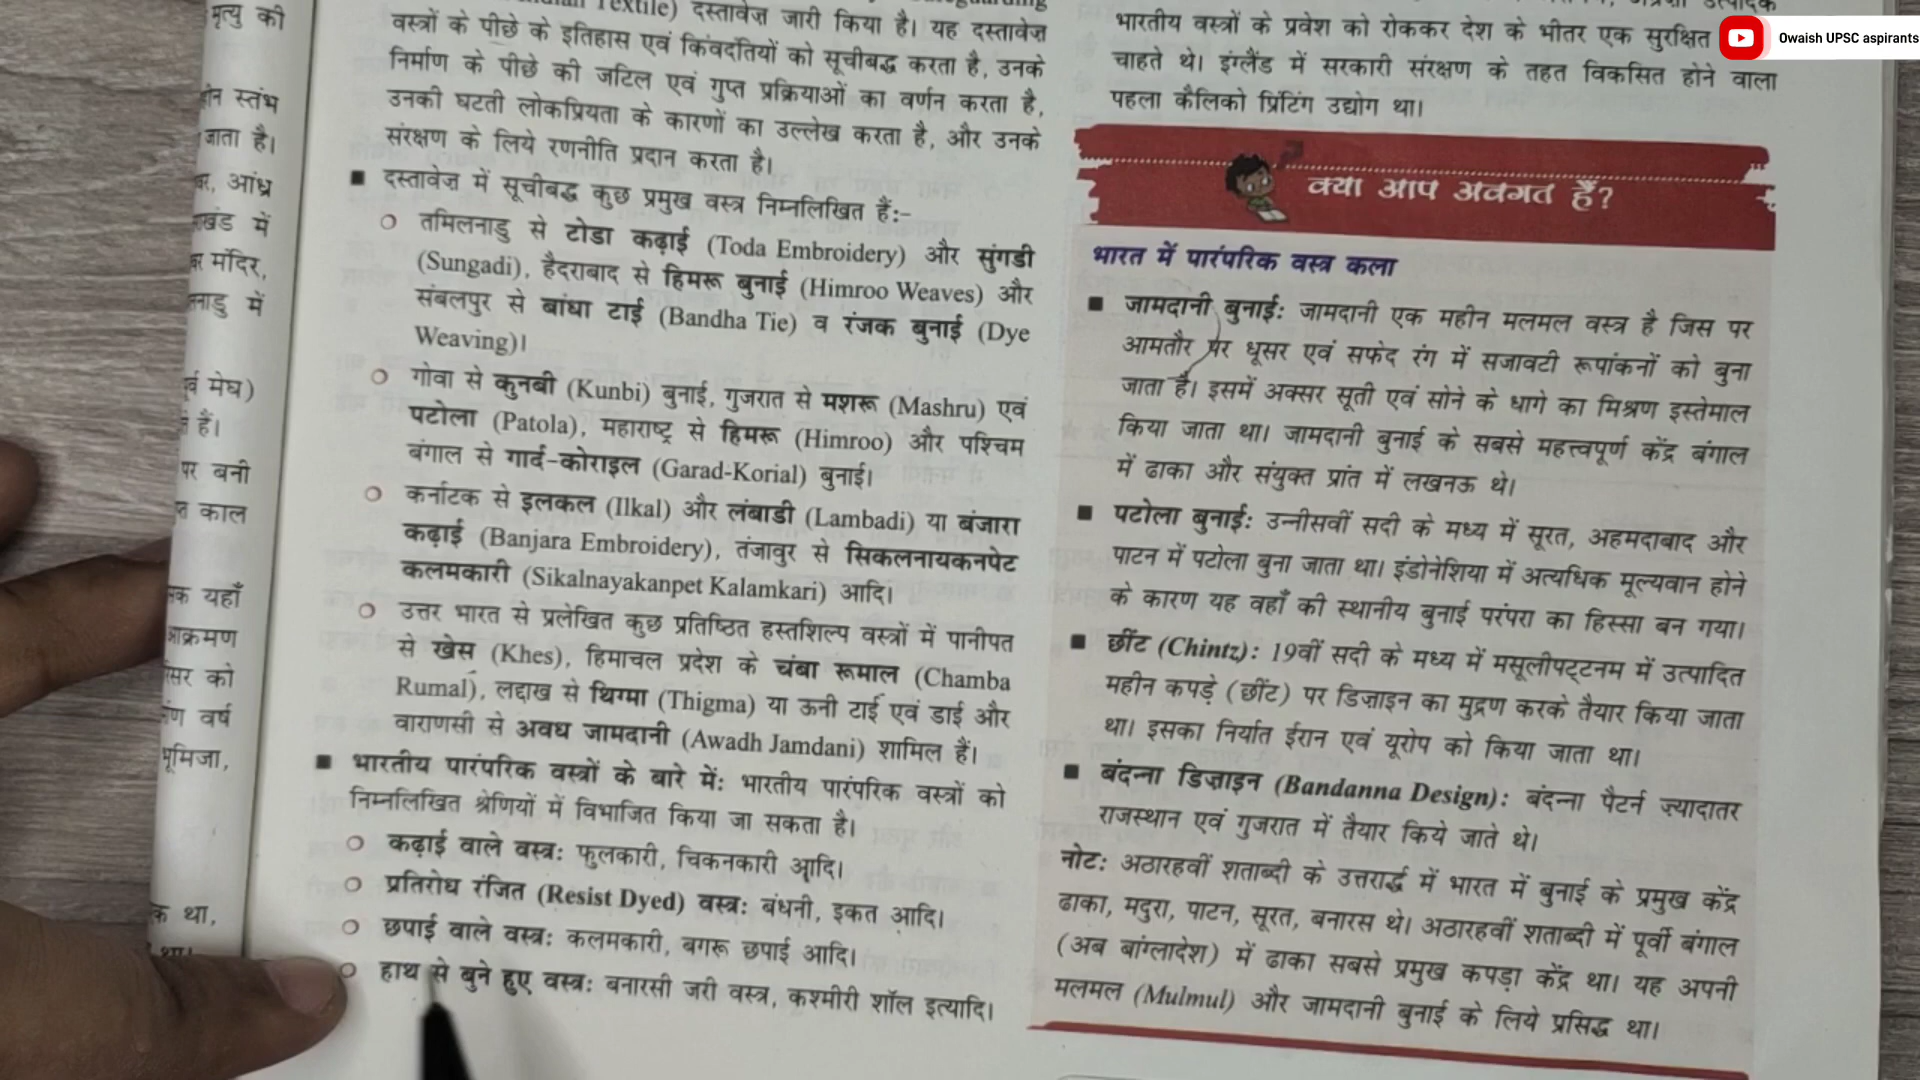 मृत्यु की
स्तंभ
जाता है।
आंध्र
में
मंदिर,
में
मेघ)
हैं।
पर बनी
काल
यहाँ
आक्रमण
को
वर्ष
भूमिजा,
था,
Textile) दस्तावेज़ जारी किया है। यह दस्तावेज़
वस्त्रों के पीछे के इतिहास एवं किंवदंतियों को सूचीबद्ध करता है, उनके
निर्माण के पीछे की जटिल एवं गुप्त प्रक्रियाओं का वर्णन करता है,
उनकी घटती लोकप्रियता के कारणों का उल्लेख करता है, और उनके
संरक्षण के लिये रणनीति प्रदान करता है।
■ दस्तावेज़ में सूचीबद्ध कुछ प्रमुख वस्त्र निम्नलिखित हैं:-
○ तमिलनाडु से टोडा कढ़ाई (Toda Embroidery) और सुंगडी
(Sungadi), हैदराबाद से हिमरू बुनाई (Himroo Weaves) और
संबलपुर से बांधा टाई (Bandha Tie) व रंजक बुनाई (Dye
Weaving)।
○ गोवा से कुनबी (Kunbi) बुनाई, गुजरात से मशरू (Mashru) एवं
पटोला (Patola), महाराष्ट्र से हिमरू (Himroo) और पश्चिम
बंगाल से गार्द-कोराइल (Garad-Korial) बुनाई।
○ कर्नाटक से इलकल (Ilkal) और लंबाडी (Lambadi) या बंजारा
कढ़ाई (Banjara Embroidery), तंजावुर से सिकलनायकनपेट
कलमकारी (Sikalnayakanpet Kalamkari) आदि।
○ उत्तर भारत से प्रलेखित कुछ प्रतिष्ठित हस्तशिल्प वस्त्रों में पानीपत
से खेस (Khes), हिमाचल प्रदेश के चंबा रूमाल (Chamba
Rumal), लद्दाख से थिग्मा (Thigma) या ऊनी टाई एवं डाई और
वाराणसी से अवध जामदानी (Awadh Jamdani) शामिल हैं।
■ भारतीय पारंपरिक वस्त्रों के बारे में: भारतीय पारंपरिक वस्त्रों को
निम्नलिखित श्रेणियों में विभाजित किया जा सकता है।
○ कढ़ाई वाले वस्त्र: फुलकारी, चिकनकारी आदि।
○ प्रतिरोध रंजित (Resist Dyed) वस्त्र: बंधनी, इकत आदि।
○ छपाई वाले वस्त्र: कलमकारी, बगरू छपाई आदि।
○ हाथ से बुने हुए वस्त्र: बनारसी जरी वस्त्र, कश्मीरी शॉल इत्यादि।
भारतीय वस्त्रों के प्रवेश को रोककर देश के भीतर एक सुरक्षित
चाहते थे। इंग्लैंड में सरकारी संरक्षण के तहत विकसित होने वाला
पहला कैलिको प्रिंटिंग उद्योग था।
क्या आप अवगत हैं?
भारत में पारंपरिक वस्त्र कला
■ जामदानी बुनाई: जामदानी एक महीन मलमल वस्त्र है जिस पर
आमतौर पर धूसर एवं सफेद रंग में सजावटी रूपांकनों को बुना
जाता है। इसमें अक्सर सूती एवं सोने के धागे का मिश्रण इस्तेमाल
किया जाता था। जामदानी बुनाई के सबसे महत्त्वपूर्ण केंद्र बंगाल
में ढाका और संयुक्त प्रांत में लखनऊ थे।
■ पटोला बुनाई: उन्नीसवीं सदी के मध्य में सूरत, अहमदाबाद और
पाटन में पटोला बुना जाता था। इंडोनेशिया में अत्यधिक मूल्यवान होने
के कारण यह वहाँ की स्थानीय बुनाई परंपरा का हिस्सा बन गया।
■ छींट (Chintz): 19वीं सदी के मध्य में मसूलीपट्टनम में उत्पादित
महीन कपड़े (छींट) पर डिज़ाइन का मुद्रण करके तैयार किया जाता
था। इसका निर्यात ईरान एवं यूरोप को किया जाता था।
■ बंदन्ना डिज़ाइन (Bandanna Design): बंदन्ना पैटर्न ज़्यादातर
राजस्थान एवं गुजरात में तैयार किये जाते थे।
नोट: अठारहवीं शताब्दी के उत्तरार्द्ध में भारत में बुनाई के प्रमुख केंद्र
ढाका, मदुरा, पाटन, सूरत, बनारस थे। अठारहवीं शताब्दी में पूर्वी बंगाल
(अब बांग्लादेश) में ढाका सबसे प्रमुख कपड़ा केंद्र था। यह अपनी
मलमल (Mulmul) और जामदानी बुनाई के लिये प्रसिद्ध था।
Owaish UPSC aspirants